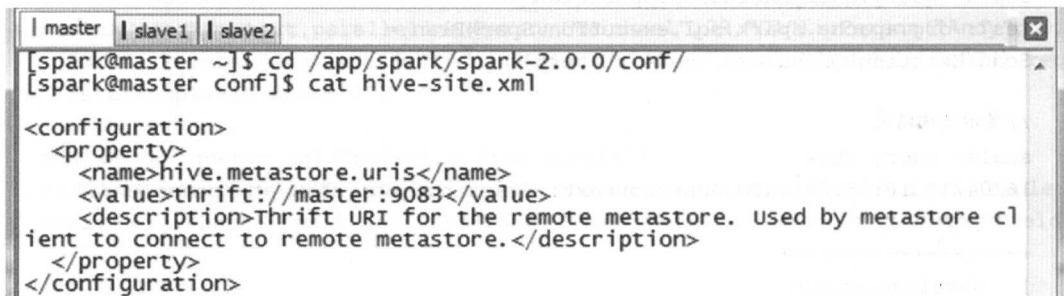 master slave1 slave2
[spark@master ~]$ cd /app/spark/spark-2.0.0/conf/
[spark@master conf]$ cat hive-site.xml
<configuration>
<property>
<name>hive.metastore.uris</name>
<value>thrift://master:9083</value>
<description>Thrift URI for the remote metastore. Used by metastore cl
ient to connect to remote metastore.</description>
</property>
</configuration>